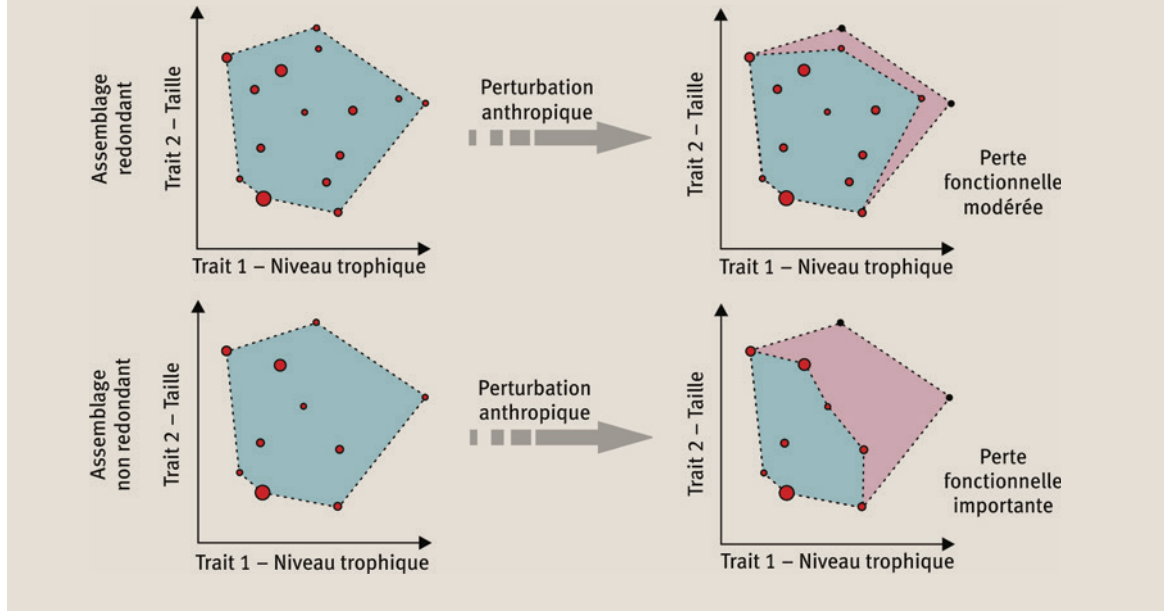 Assemblage
redondant
Trait 2 – Taille
Trait 1 – Niveau trophique
Perturbation
anthropique
Trait 2 – Taille
Trait 1 – Niveau trophique
Perte
fonctionnelle
modérée
Assemblage
non redondant
Trait 2 – Taille
Trait 1 – Niveau trophique
Perturbation
anthropique
Trait 2 – Taille
Trait 1 – Niveau trophique
Perte
fonctionnelle
importante